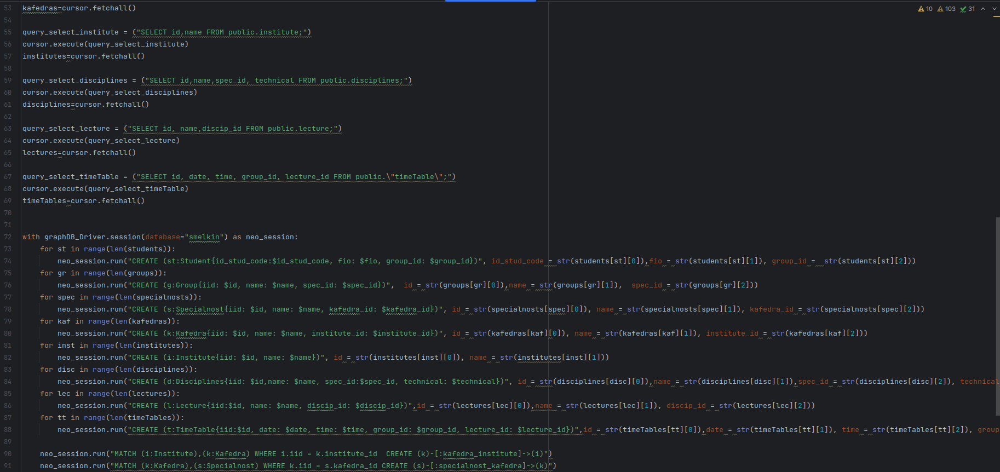 10 103 31
53 kafedras=cursor.fetchall()
54
55 query_select_institute = ("SELECT id,name FROM public.institute;")
56 cursor.execute(query_select_institute)
57 institutes=cursor.fetchall()
58
59 query_select_disciplines = ("SELECT id,name,spec_id, technical FROM public.disciplines;")
60 cursor.execute(query_select_disciplines)
61 disciplines=cursor.fetchall()
62
63 query_select_lecture = ("SELECT id, name,discip_id FROM public.lecture;")
64 cursor.execute(query_select_lecture)
65 lectures=cursor.fetchall()
66
67 query_select_timeTable = ("SELECT id, date, time, group_id, lecture_id FROM public.\"timeTable\";")
68 cursor.execute(query_select_timeTable)
69 timeTables=cursor.fetchall()
70
71
72 with graphDB_Driver.session(database="smelkin") as neo_session:
73     for st in range(len(students)):
74         neo_session.run("CREATE (st:Student{id_stud_code:$id_stud_code, fio: $fio, group_id: $group_id})", id_stud_code = str(students[st][0]),fio = str(students[st][1]), group_id =  str(students[st][2]))
75     for gr in range(len(groups)):
76         neo_session.run("CREATE (g:Group{iid: $id, name: $name, spec_id: $spec_id})",  id = str(groups[gr][0]),name = str(groups[gr][1]),  spec_id = str(groups[gr][2]))
77     for spec in range(len(specialnosts)):
78         neo_session.run("CREATE (s:Specialnost{iid: $id, name: $name, kafedra_id: $kafedra_id})", id = str(specialnosts[spec][0]), name = str(specialnosts[spec][1]), kafedra_id = str(specialnosts[spec][2]))
79     for kaf in range(len(kafedras)):
80         neo_session.run("CREATE (k:Kafedra{iid: $id, name: $name, institute_id: $institute_id})", id = str(kafedras[kaf][0]), name = str(kafedras[kaf][1]), institute_id = str(kafedras[kaf][2]))
81     for inst in range(len(institutes)):
82         neo_session.run("CREATE (i:Institute{iid: $id, name: $name})", id = str(institutes[inst][0]), name = str(institutes[inst][1]))
83     for disc in range(len(disciplines)):
84         neo_session.run("CREATE (d:Disciplines{iid: $id,name: $name, spec_id:$spec_id, technical: $technical})", id = str(disciplines[disc][0]),name = str(disciplines[disc][1]),spec_id = str(disciplines[disc][2]), technical
85     for lec in range(len(lectures)):
86         neo_session.run("CREATE (l:Lecture{iid:$id, name: $name, discip_id: $discip_id})",id = str(lectures[lec][0]),name = str(lectures[lec][1]), discip_id = str(lectures[lec][2]))
87     for tt in range(len(timeTables)):
88         neo_session.run("CREATE (t:TimeTable{iid:$id, date: $date, time: $time, group_id: $group_id, lecture_id: $lecture_id})",id = str(timeTables[tt][0]),date = str(timeTables[tt][1]), time = str(timeTables[tt][2]), group
89
90     neo_session.run("MATCH (i:Institute),(k:Kafedra) WHERE i.iid = k.institute_id  CREATE (k)-[:kafedra_institute]->(i)")
91     neo_session.run("MATCH (k:Kafedra),(s:Specialnost) WHERE k.iid = s.kafedra_id CREATE (s)-[:specialnost_kafedra]->(k)")